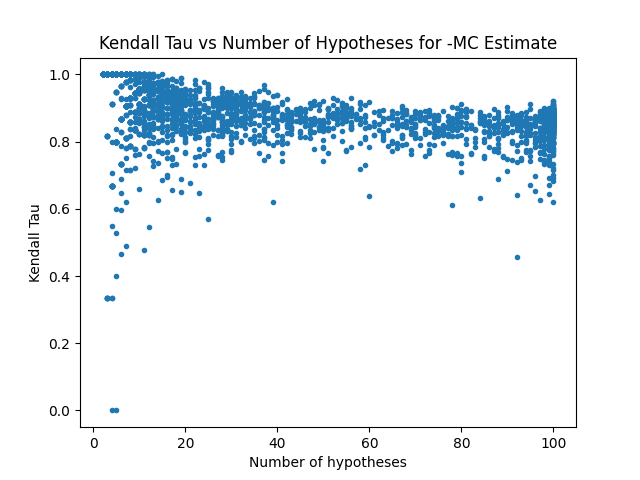 Kendall Tau vs Number of Hypotheses for -MC Estimate
1.0
0.8
0.6
0.4
0.2
0.0
Kendall Tau
0 20 40 60 80 100
Number of hypotheses